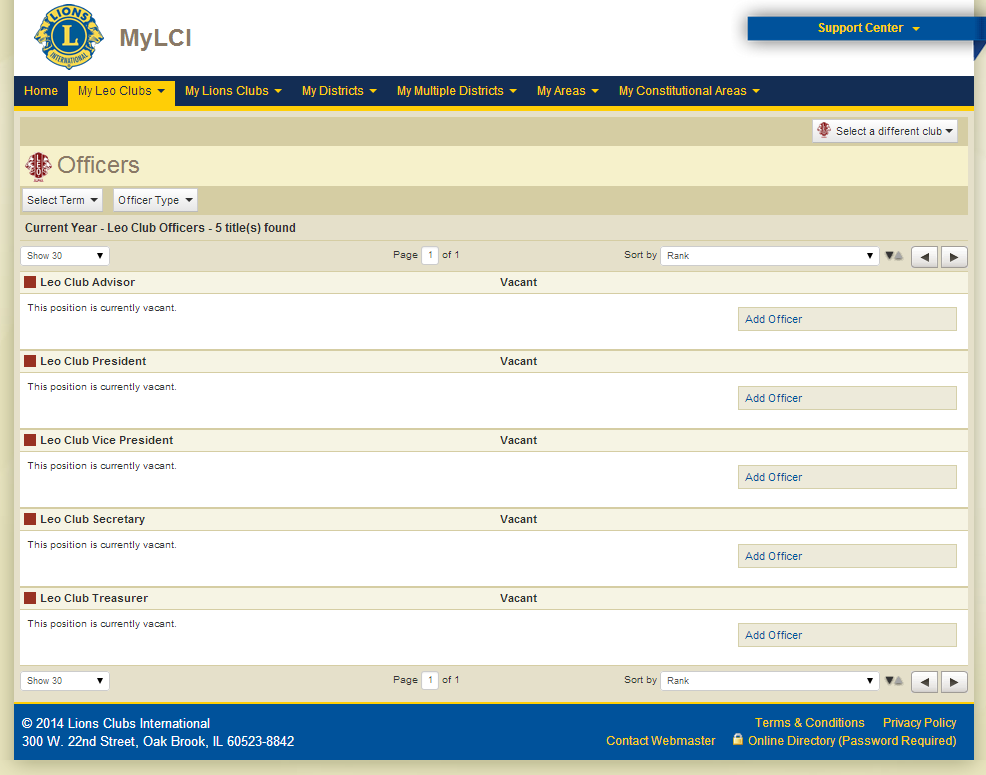 LIONS
L
INTERNATIONAL
MyLCI
Support Center
Home My Leo Clubs My Lions Clubs My Districts My Multiple Districts My Areas My Constitutional Areas
Select a different club
Officers
Select Term Officer Type
Current Year - Leo Club Officers - 5 title(s) found
Show 30 Page 1 of 1 Sort by Rank
Leo Club Advisor Vacant
This position is currently vacant.
Add Officer
Leo Club President Vacant
This position is currently vacant.
Add Officer
Leo Club Vice President Vacant
This position is currently vacant.
Add Officer
Leo Club Secretary Vacant
This position is currently vacant.
Add Officer
Leo Club Treasurer Vacant
This position is currently vacant.
Add Officer
Show 30 Page 1 of 1 Sort by Rank
© 2014 Lions Clubs International Terms & Conditions Privacy Policy
300 W. 22nd Street, Oak Brook, IL 60523-8842 Contact Webmaster Online Directory (Password Required)